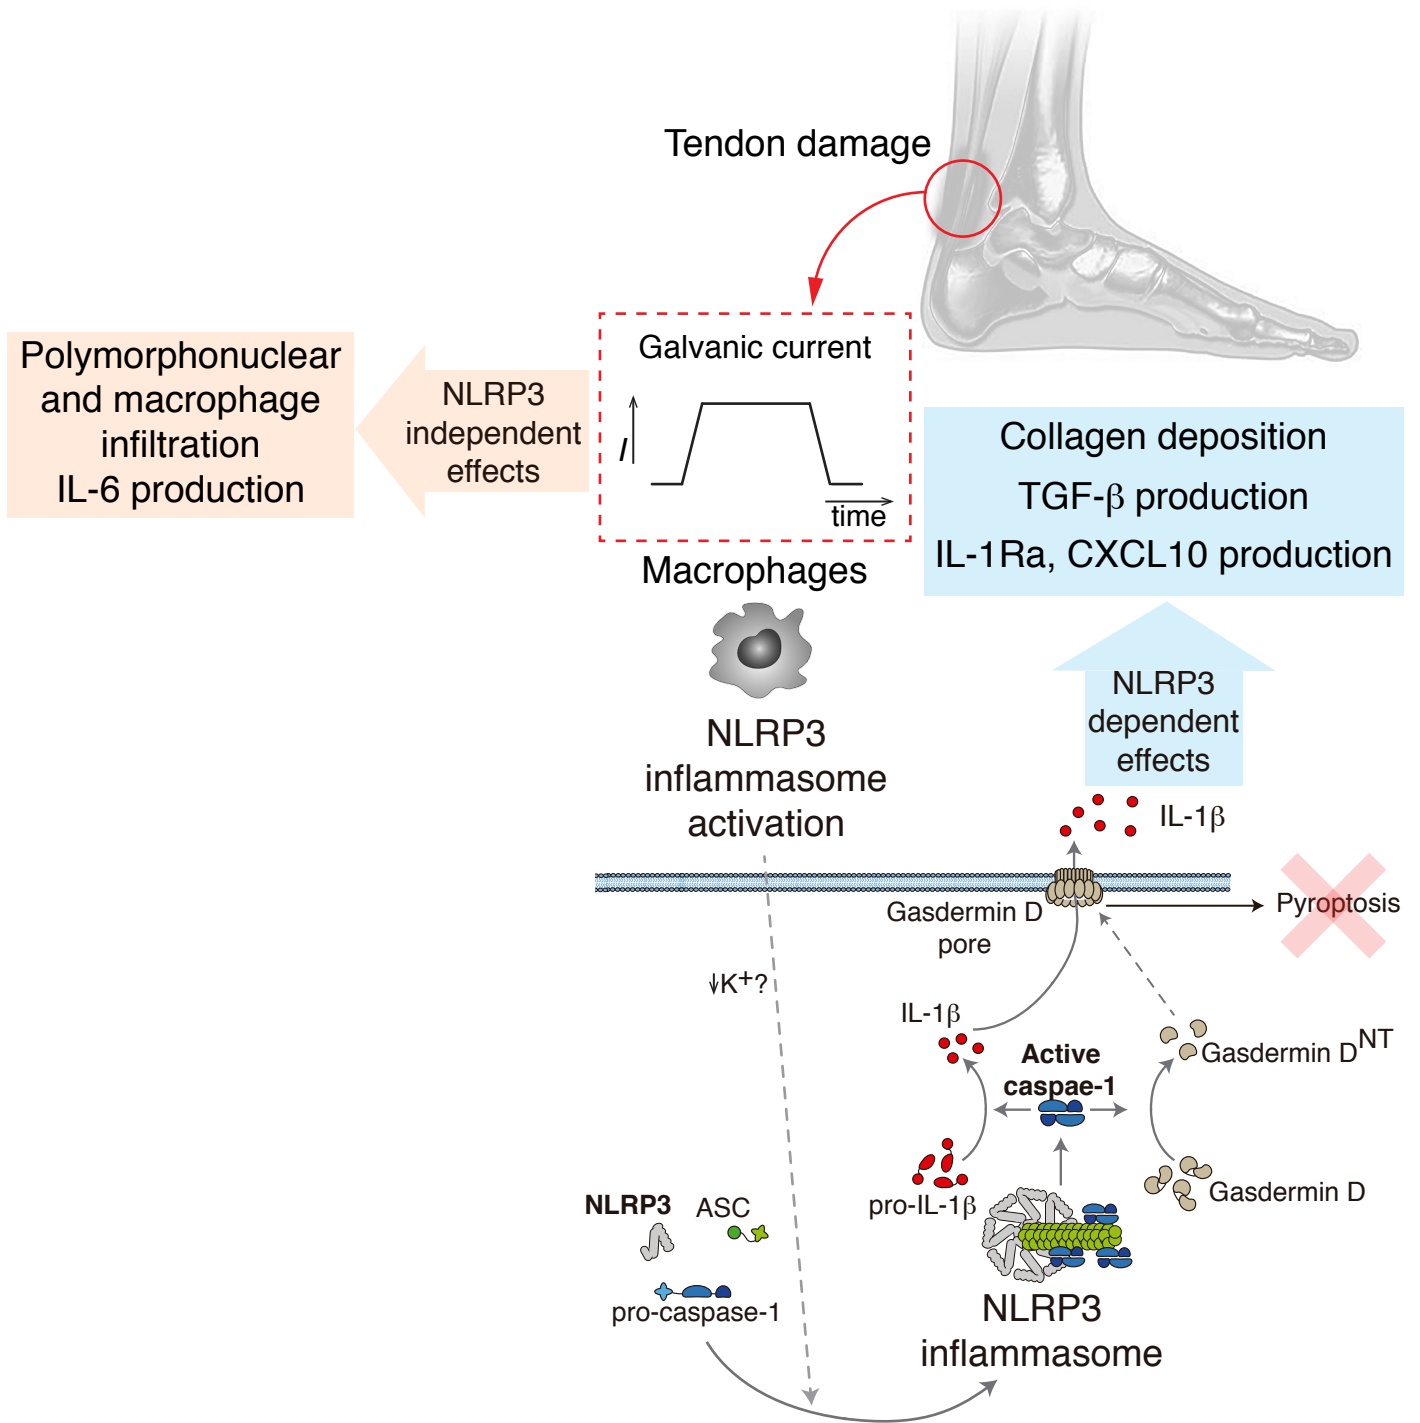 Tendon damage
Galvanic current
I
time
Polymorphonuclear
and macrophage
infiltration
IL-6 production
NLRP3
independent
effects
Collagen deposition
TGF-β production
IL-1Ra, CXCL10 production
Macrophages
NLRP3
inflammasome
activation
NLRP3
dependent
effects
IL-1β
Gasdermin D
pore
Pyroptosis
↓K+?
IL-1β
Active
caspae-1
Gasdermin DNT
pro-IL-1β
Gasdermin D
NLRP3
ASC
pro-caspase-1
NLRP3
inflammasome